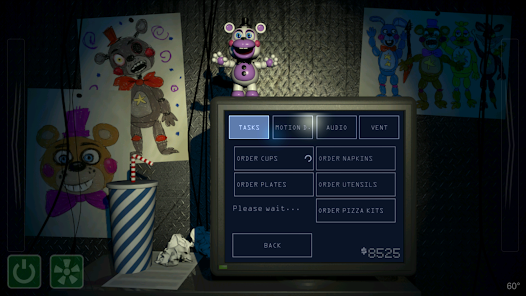 TASKS
MOTION D
AUDIO
VENT
ORDER CUPS
ORDER NAPKINS
ORDER PLATES
ORDER UTENSILS
Please wait...
ORDER PIZZA KITS
BACK
$8525
60°